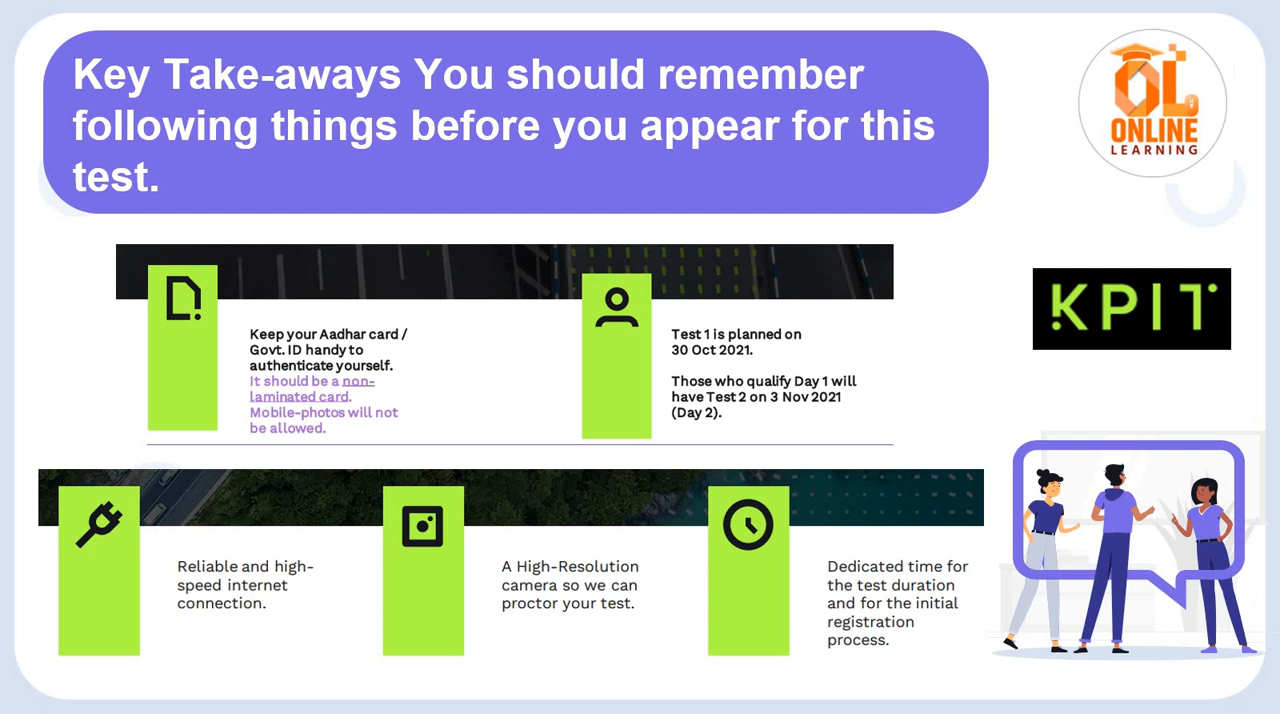 Key Take-aways You should remember
following things before you appear for this
test.
OL
ONLINE
LEARNING
KPIT
Keep your Aadhar card /
Govt. ID handy to
authenticate yourself.
It should be a non-
laminated card.
Mobile-photos will not
be allowed.
Test 1 is planned on
30 Oct 2021.
Those who qualify Day 1 will
have Test 2 on 3 Nov 2021
(Day 2).
Reliable and high-
speed internet
connection.
A High-Resolution
camera so we can
proctor your test.
Dedicated time for
the test duration
and for the initial
registration
process.